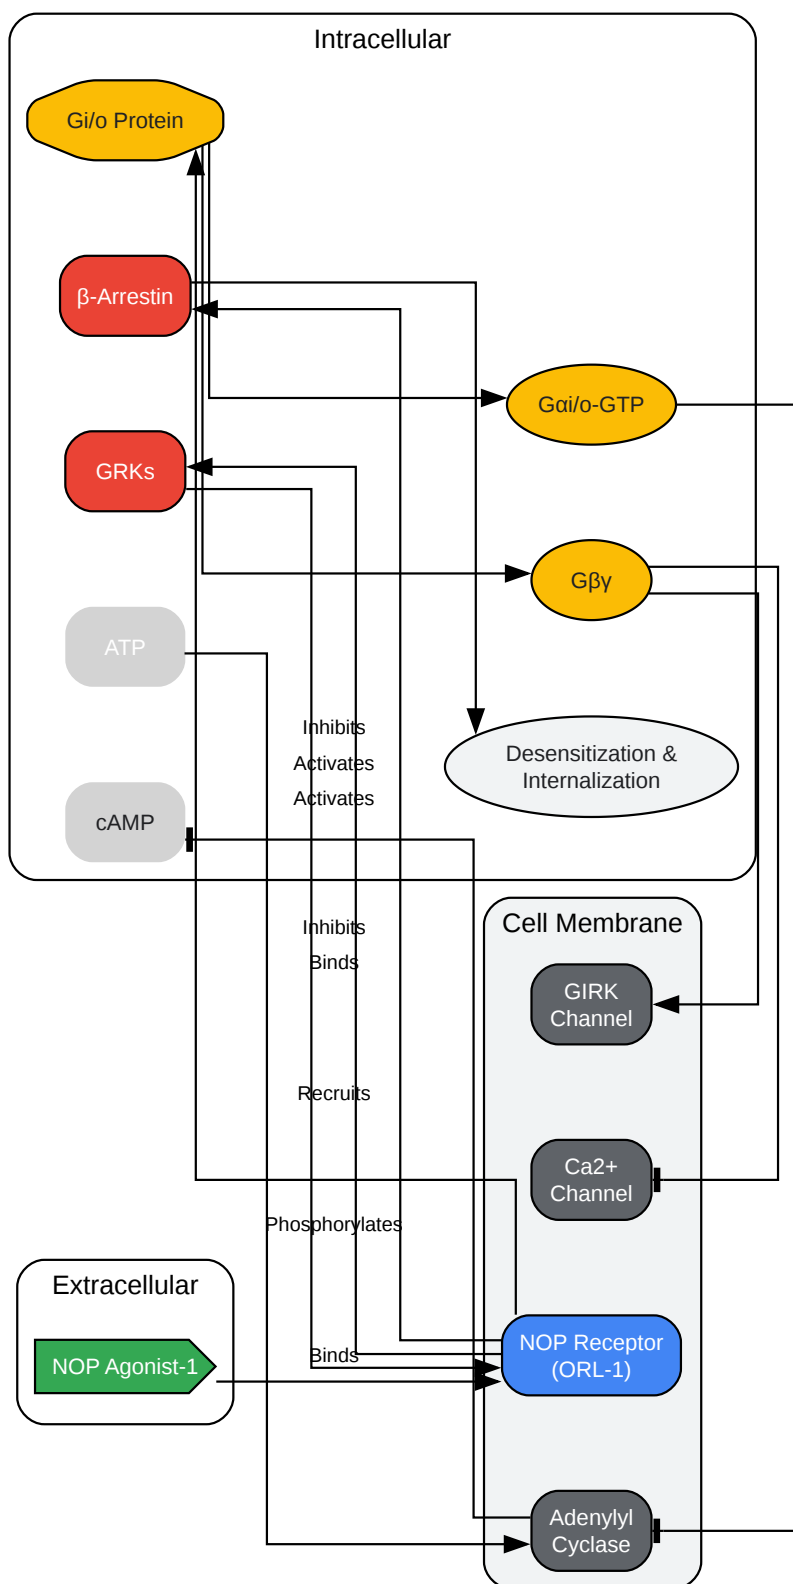 Intracellular
Gi/o Protein
β-Arrestin
Gαi/o-GTP
GRKs
Gβγ
ATP
Inhibits
Activates
Activates
Desensitization &
Internalization
cAMP
Inhibits
Binds
Cell Membrane
GIRK
Channel
Recruits
Ca2+
Channel
Phosphorylates
Extracellular
NOP Agonist-1
Binds
NOP Receptor
(ORL-1)
Adenylyl
Cyclase